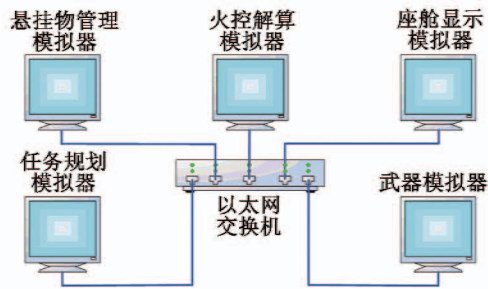 悬挂物管理
模拟器
火控解算
模拟器
座舱显示
模拟器
任务规划
模拟器
以太网
交换机
武器模拟器